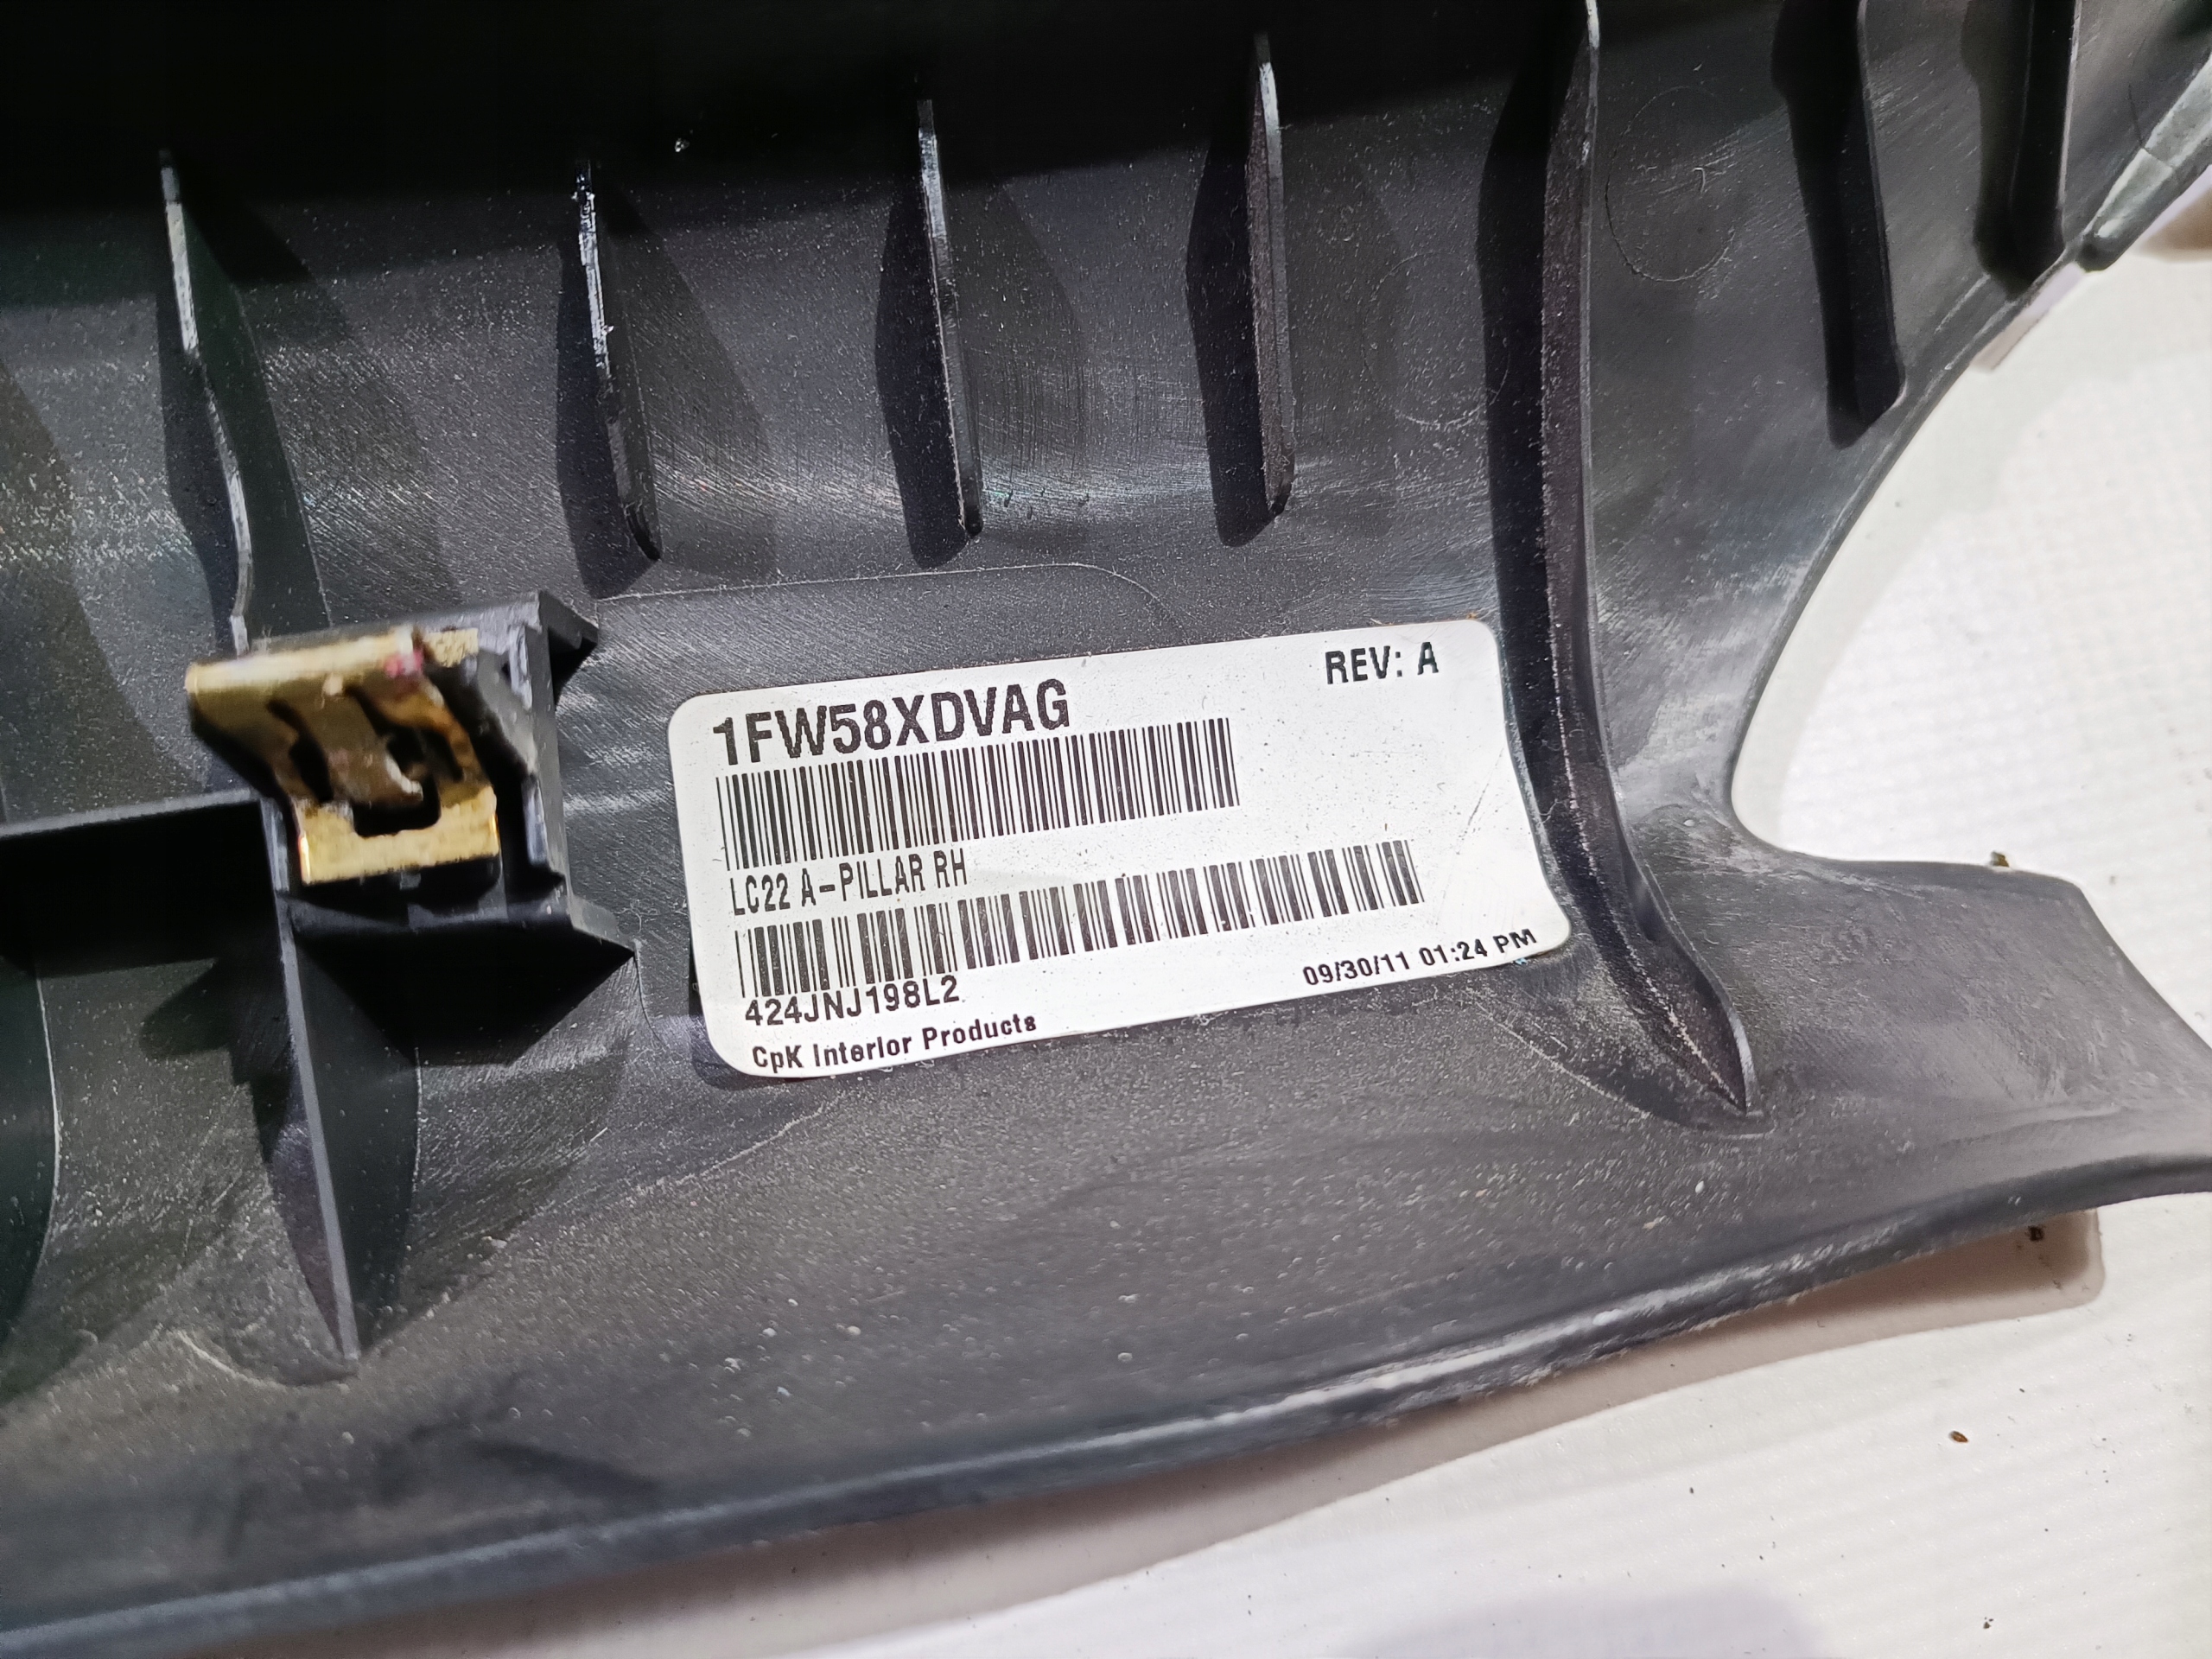 1FW58XDVAG
REV: A
LC22 A-PILLAR RH
424JNJ198L2
09/30/11 01:24 PM
CpK Interior Products